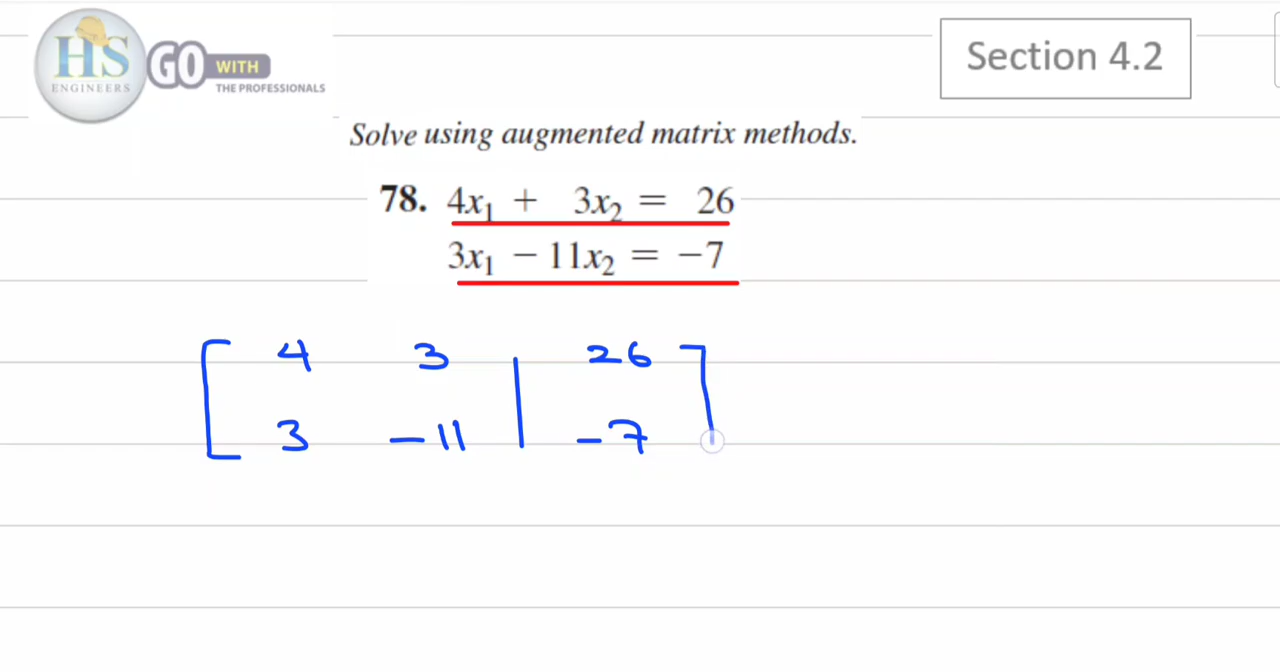 HS
ENGINEERS
GO WITH
THE PROFESSIONALS
Section 4.2
Solve using augmented matrix methods.
78. 4x₁ + 3x₂ = 26
3x₁ − 11x₂ = −7
[ 4 3 | 26 ]
[ 3 −11 | −7 ]